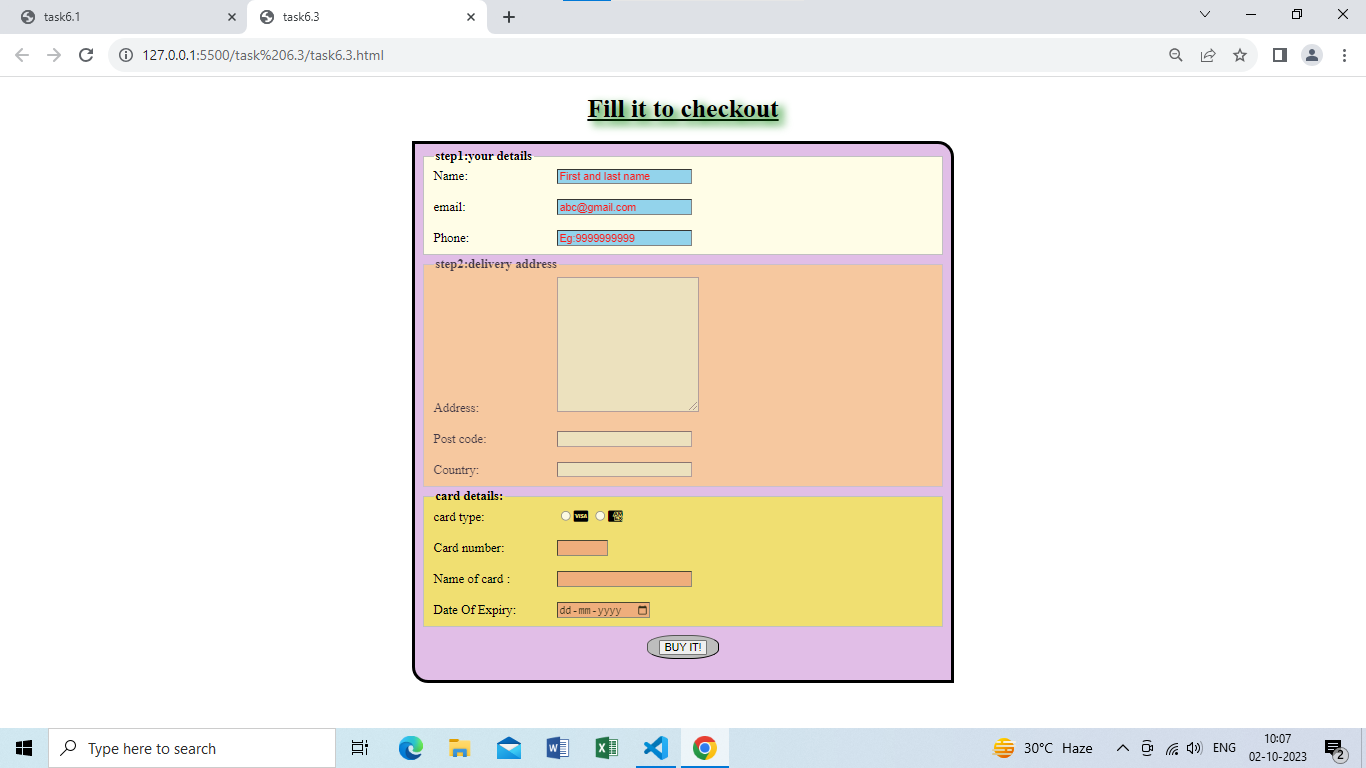 task6.1
task6.3
127.0.0.1:5500/task%206.3/task6.3.html
Fill it to checkout
step1:your details
Name: First and last name
email: abc@gmail.com
Phone: Eg:9999999999
step2:delivery address
Address:
Post code:
Country:
card details:
card type: VISA
Card number:
Name of card :
Date Of Expiry: dd-mm-yyyy
BUY IT!
Type here to search
30°C Haze
ENG
10:07
02-10-2023
2